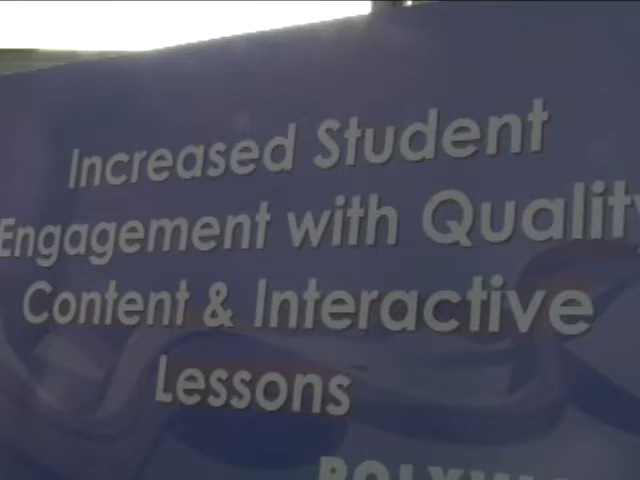 Increased Student
Engagement with Quality
Content & Interactive
Lessons